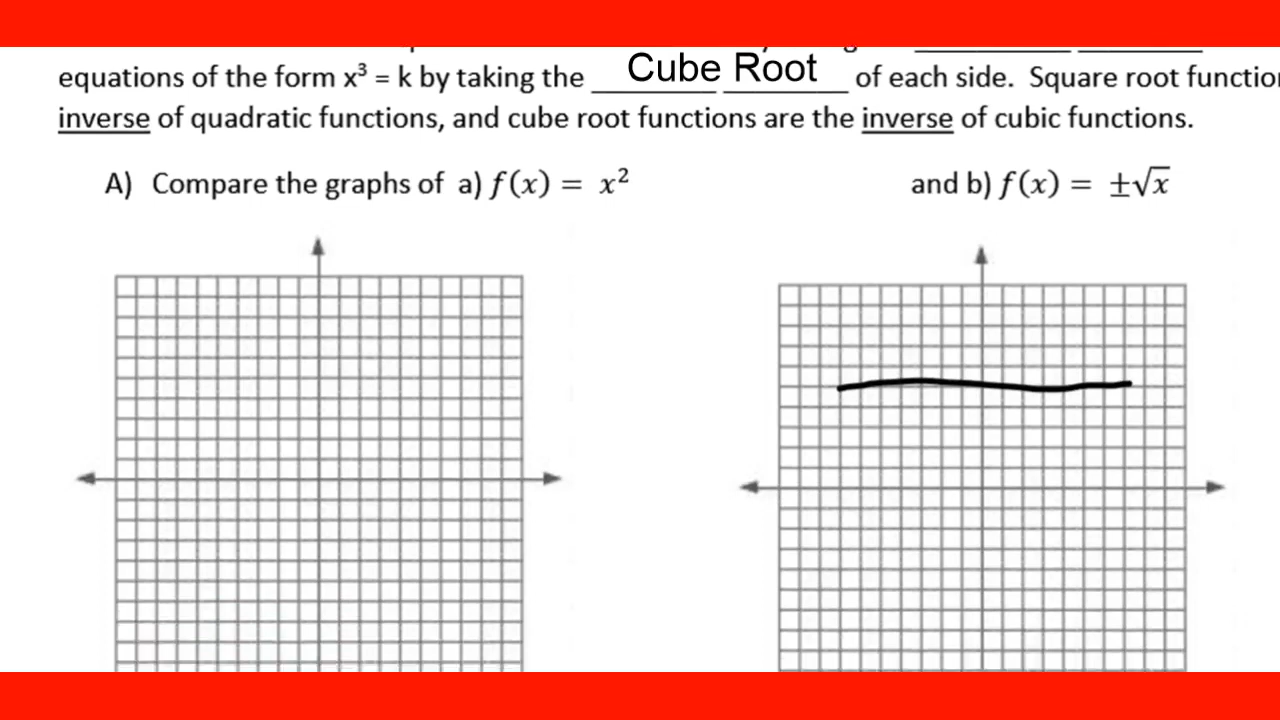 equations of the form x³ = k by taking the Cube Root of each side. Square root
inverse of quadratic functions, and cube root functions are the inverse of cubic functions.
A) Compare the graphs of a) f(x) = x² and b) f(x) = ±√x